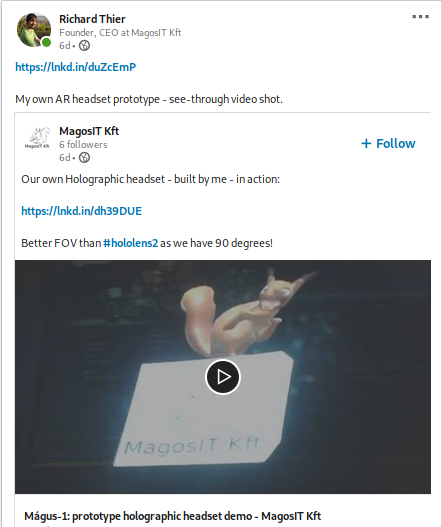 Richard Thier
Founder, CEO at MagosIT Kft
6d •
https://lnkd.in/duZcEmP
My own AR headset prototype - see-through video shot.
MagosIT Kft
MagosIT Kft
6 followers
6d •
+ Follow
Our own Holographic headset - built by me - in action:
https://lnkd.in/dh39DUE
Better FOV than #hololens2 as we have 90 degrees!
MagosIT Kft
Mágus-1: prototype holographic headset demo - MagosIT Kft